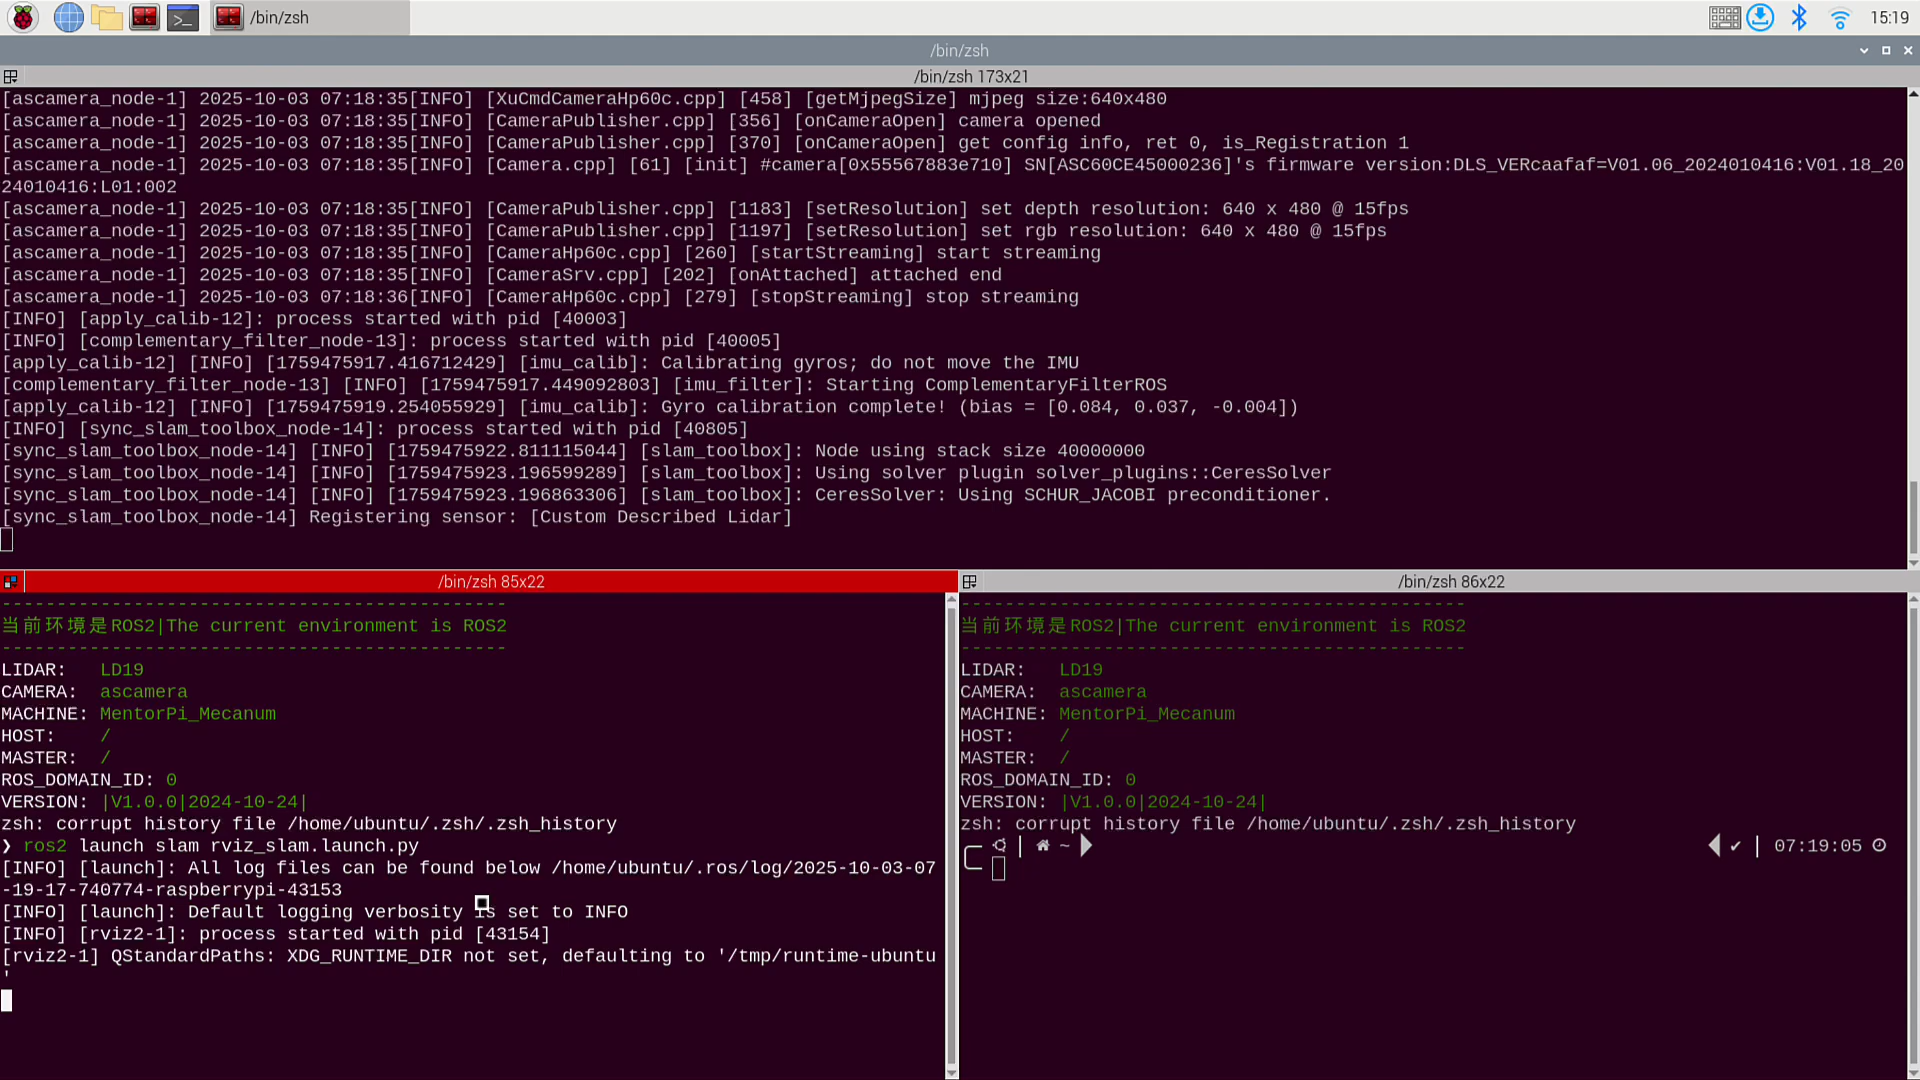 /bin/zsh
15:19
/bin/zsh
/bin/zsh 173x21
[ascamera_node-1] 2025-10-03 07:18:35[INFO] [XuCmdCameraHp60c.cpp] [458] [getMjpegSize] mjpeg size:640x480
[ascamera_node-1] 2025-10-03 07:18:35[INFO] [CameraPublisher.cpp] [356] [onCameraOpen] camera opened
[ascamera_node-1] 2025-10-03 07:18:35[INFO] [CameraPublisher.cpp] [370] [onCameraOpen] get config info, ret 0, is_Registration 1
[ascamera_node-1] 2025-10-03 07:18:35[INFO] [Camera.cpp] [61] [init] #camera[0x55567883e710] SN[ASC60CE45000236]'s firmware version:DLS_VERcaafaf=V01.06_2024010416:V01.18_20
24010416:L01:002
[ascamera_node-1] 2025-10-03 07:18:35[INFO] [CameraPublisher.cpp] [1183] [setResolution] set depth resolution: 640 x 480 @ 15fps
[ascamera_node-1] 2025-10-03 07:18:35[INFO] [CameraPublisher.cpp] [1197] [setResolution] set rgb resolution: 640 x 480 @ 15fps
[ascamera_node-1] 2025-10-03 07:18:35[INFO] [CameraHp60c.cpp] [260] [startStreaming] start streaming
[ascamera_node-1] 2025-10-03 07:18:35[INFO] [CameraSrv.cpp] [202] [onAttached] attached end
[ascamera_node-1] 2025-10-03 07:18:36[INFO] [CameraHp60c.cpp] [279] [stopStreaming] stop streaming
[INFO] [apply_calib-12]: process started with pid [40003]
[INFO] [complementary_filter_node-13]: process started with pid [40005]
[apply_calib-12] [INFO] [1759475917.416712429] [imu_calib]: Calibrating gyros; do not move the IMU
[complementary_filter_node-13] [INFO] [1759475917.449092803] [imu_filter]: Starting ComplementaryFilterROS
[apply_calib-12] [INFO] [1759475919.254055929] [imu_calib]: Gyro calibration complete! (bias = [0.084, 0.037, -0.004])
[INFO] [sync_slam_toolbox_node-14]: process started with pid [40805]
[sync_slam_toolbox_node-14] [INFO] [1759475922.811115044] [slam_toolbox]: Node using stack size 40000000
[sync_slam_toolbox_node-14] [INFO] [1759475923.196599289] [slam_toolbox]: Using solver plugin solver_plugins::CeresSolver
[sync_slam_toolbox_node-14] [INFO] [1759475923.196863306] [slam_toolbox]: CeresSolver: Using SCHUR_JACOBI preconditioner.
[sync_slam_toolbox_node-14] Registering sensor: [Custom Described Lidar]
/bin/zsh 85x22
----------------------------------------------
当前环境是ROS2|The current environment is ROS2
----------------------------------------------
LIDAR:   LD19
CAMERA:  ascamera
MACHINE: MentorPi_Mecanum
HOST:    /
MASTER:  /
ROS_DOMAIN_ID: 0
VERSION: |V1.0.0|2024-10-24|
zsh: corrupt history file /home/ubuntu/.zsh/.zsh_history
❯ ros2 launch slam rviz_slam.launch.py
[INFO] [launch]: All log files can be found below /home/ubuntu/.ros/log/2025-10-03-07
-19-17-740774-raspberrypi-43153
[INFO] [launch]: Default logging verbosity is set to INFO
[INFO] [rviz2-1]: process started with pid [43154]
[rviz2-1] QStandardPaths: XDG_RUNTIME_DIR not set, defaulting to '/tmp/runtime-ubuntu
'
/bin/zsh 86x22
----------------------------------------------
当前环境是ROS2|The current environment is ROS2
----------------------------------------------
LIDAR:   LD19
CAMERA:  ascamera
MACHINE: MentorPi_Mecanum
HOST:    /
MASTER:  /
ROS_DOMAIN_ID: 0
VERSION: |V1.0.0|2024-10-24|
zsh: corrupt history file /home/ubuntu/.zsh/.zsh_history
~ ✔ 07:19:05